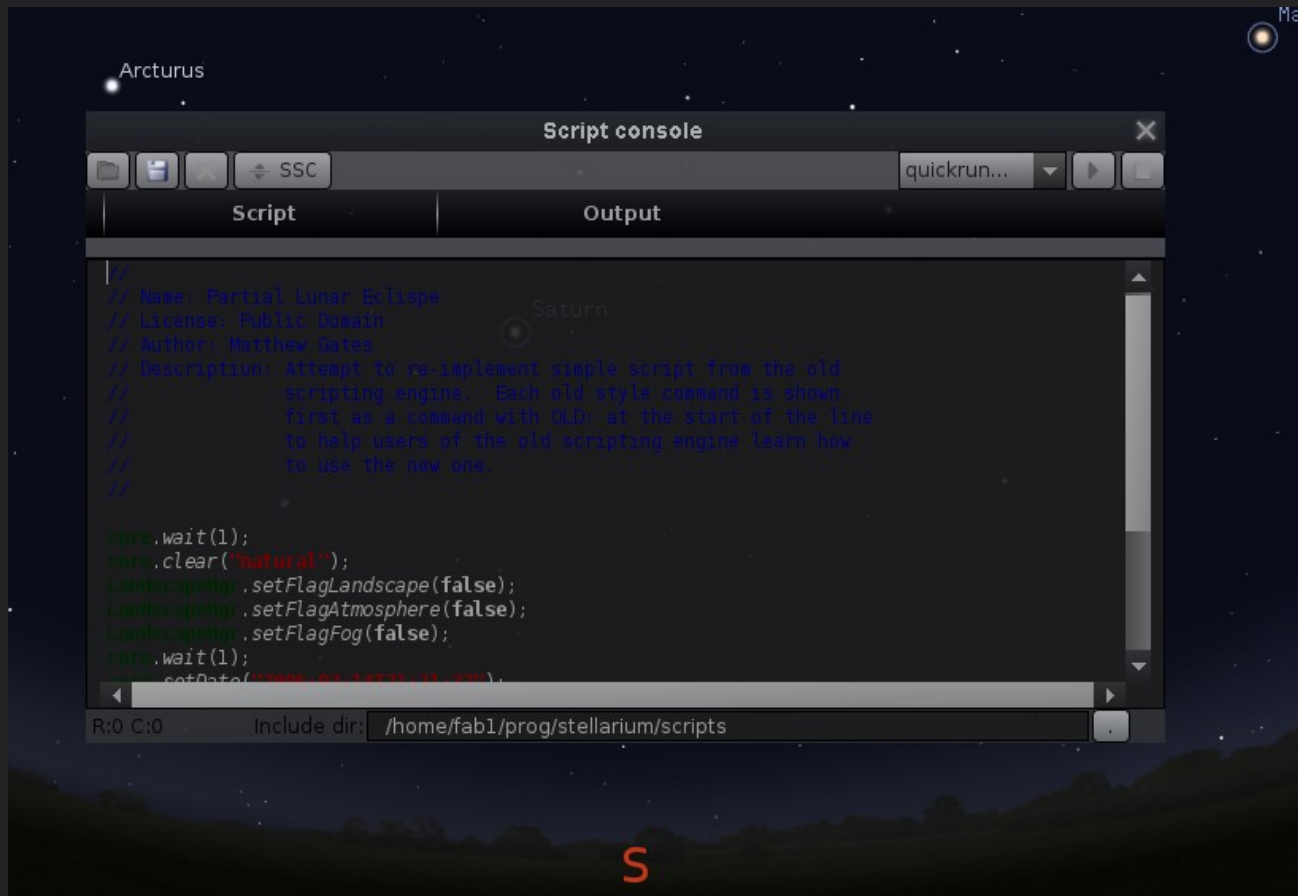 Ma
Arcturus
Script console
SSC
quickrun...
Script
Output
//
// Name: Partial Lunar Eclispe
Saturn
// License: Public Domain
// Author: Matthew Gates
// Description: Attempt to re-implement simple script from the old
// scripting engine. Each old style command is shown
// first as a command with OLD: at the start of the line
// to help users of the old scripting engine learn how
// to use the new one.
//
core.wait(1);
core.clear("natural");
LandscapeMgr.setFlagLandscape(false);
LandscapeMgr.setFlagAtmosphere(false);
LandscapeMgr.setFlagFog(false);
core.wait(1);
core.setDate(
R:0 C:0 Include dir: /home/fab1/prog/stellarium/scripts .
S